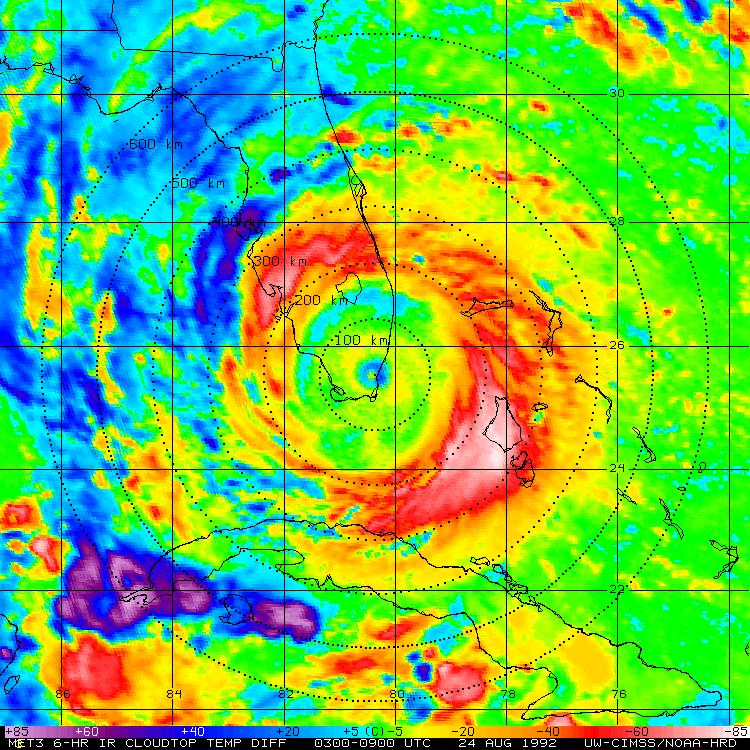 30
600 km
500 km
400
28
300 km
200 km
100 km
26
24
22
86 84 82 80 78 76
+85 +60 +40 +20 +5 (C) -5 -20 -40 -60 -85
MET3 6-HR IR CLOUDTOP TEMP DIFF 0300-0900 UTC 24 AUG 1992 UW-CIMSS/NOAA-HRD